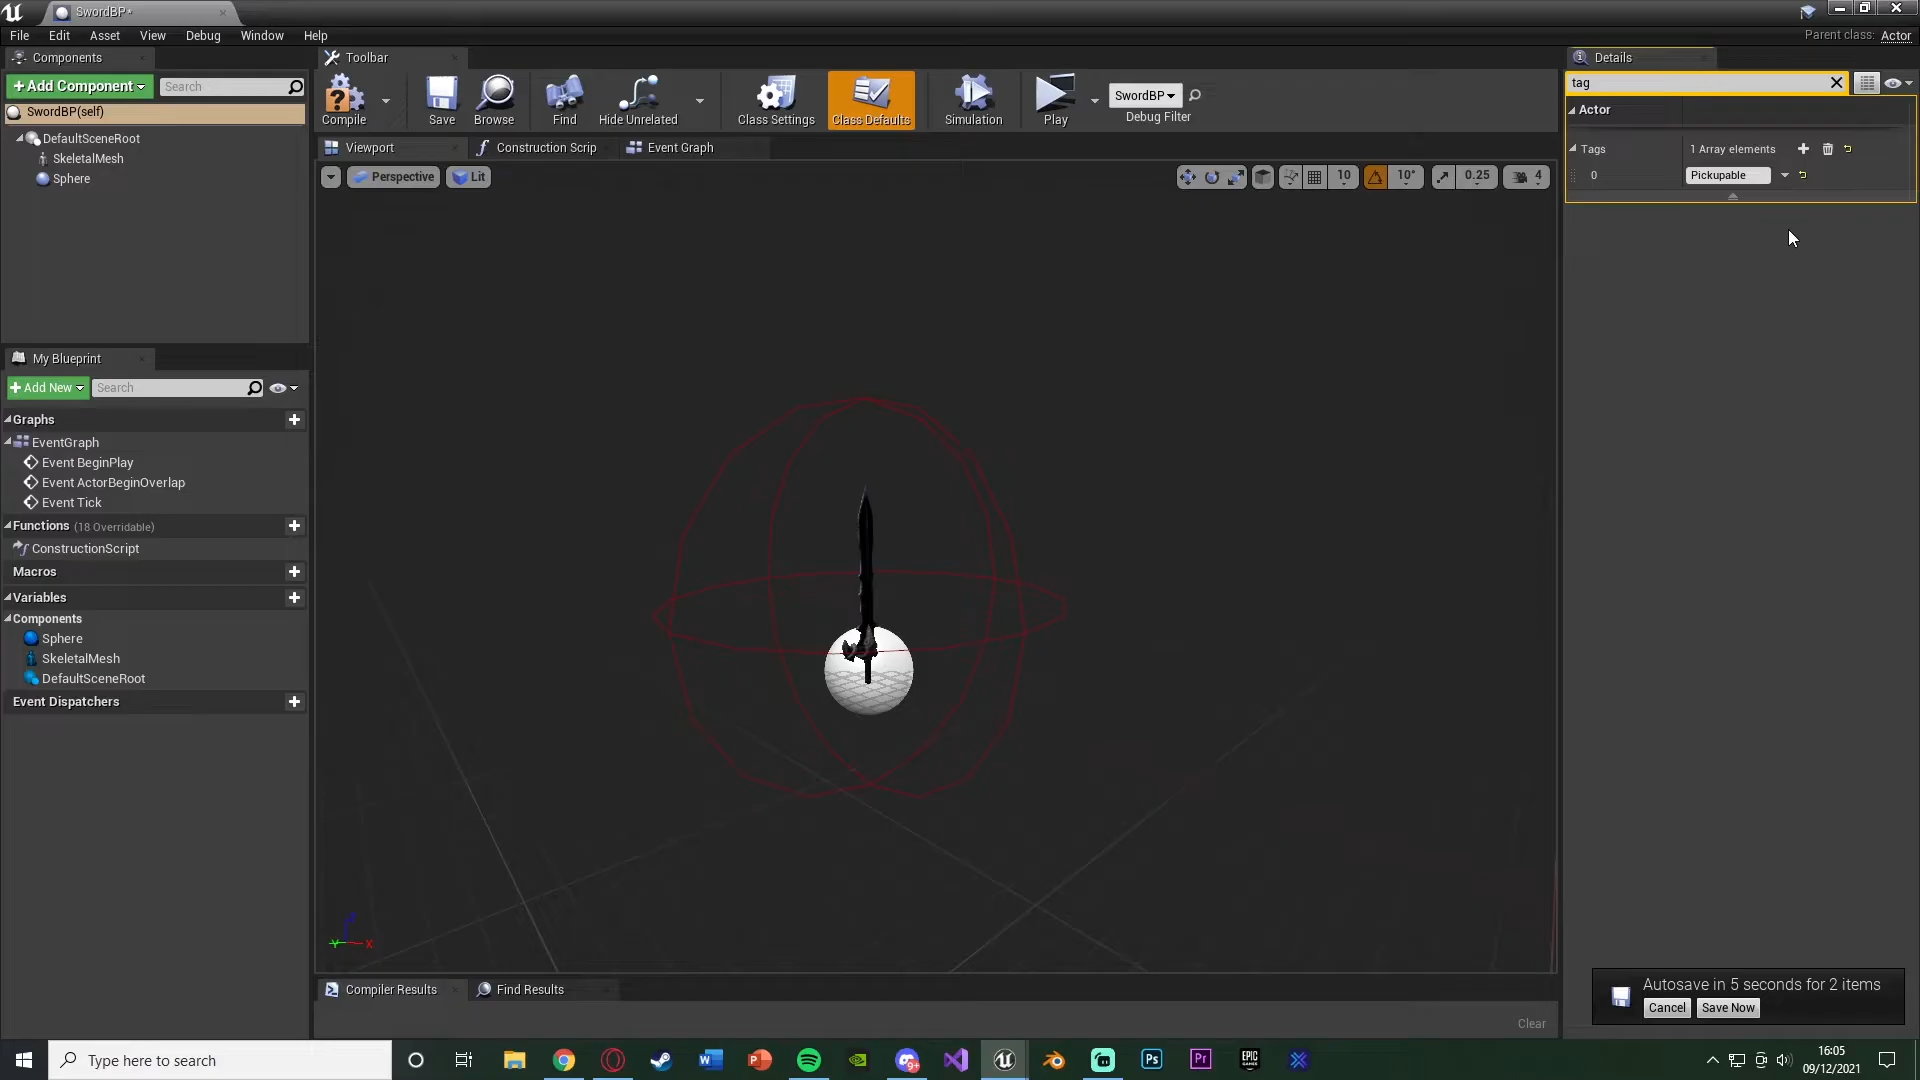 SwordBP*
File Edit Asset View Debug Window Help
Parent class: Actor
Components
+Add Component
Search
SwordBP(self)
DefaultSceneRoot
SkeletalMesh
Sphere
My Blueprint
+Add New
Search
Graphs
EventGraph
Event BeginPlay
Event ActorBeginOverlap
Event Tick
Functions (18 Overridable)
ConstructionScript
Macros
Variables
Components
Sphere
SkeletalMesh
DefaultSceneRoot
Event Dispatchers
Toolbar
Compile
Save
Browse
Find
Hide Unrelated
Class Settings
Class Defaults
Simulation
Play
SwordBP
Debug Filter
Viewport
Construction Scrip
Event Graph
Perspective
Lit
10
10°
0.25
4
X
Y
Compiler Results
Find Results
Clear
Details
tag
Actor
Tags
1 Array elements
0
Pickupable
Autosave in 5 seconds for 2 items
Cancel
Save Now
Type here to search
9+
Ps
Pr
EPIC GAMES
16:05
09/12/2021